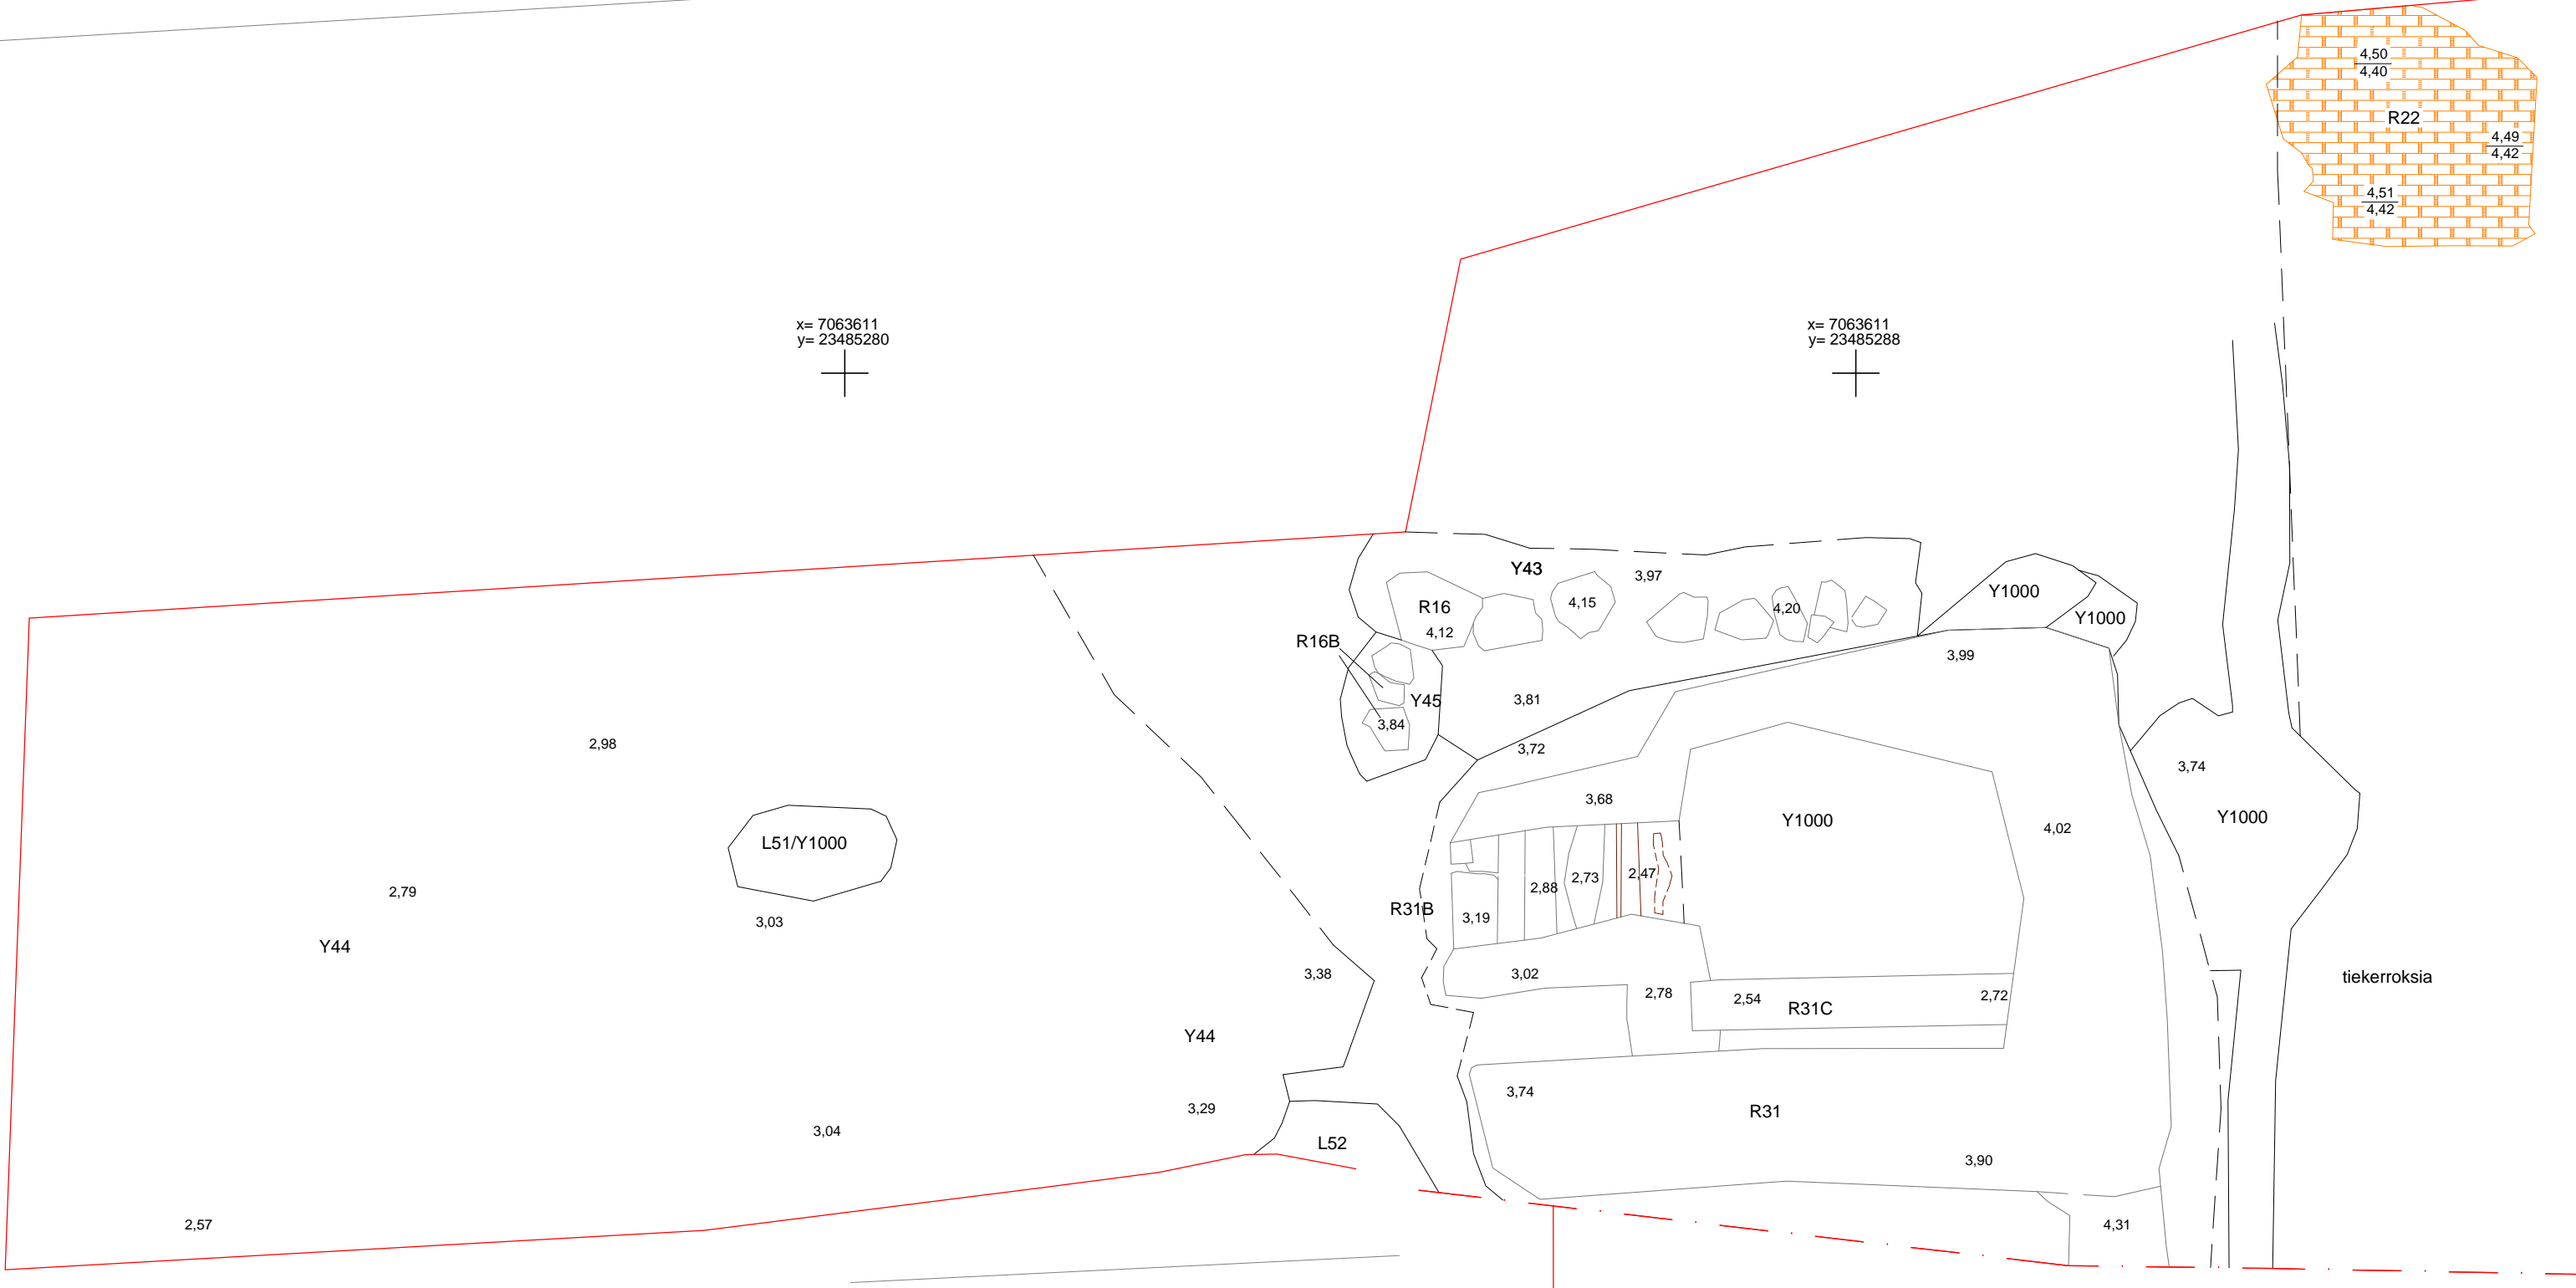 4,50
4,40
R22
4,49
4,42
4,51
4,42
x= 7063611
y= 23485280
x= 7063611
y= 23485288
Y43
3,97
R16
4,12
4,15
4,20
Y1000
Y1000
R16B
Y45
3,84
3,81
3,99
3,72
2,98
3,74
3,68
Y1000
Y1000
4,02
L51/Y1000
2,79
3,03
Y44
R31B
3,19
2,88
2,73
2,47
3,38
3,02
2,78
2,54
R31C
2,72
tiekerroksia
Y44
3,74
R31
3,29
3,04
L52
3,90
2,57
4,31